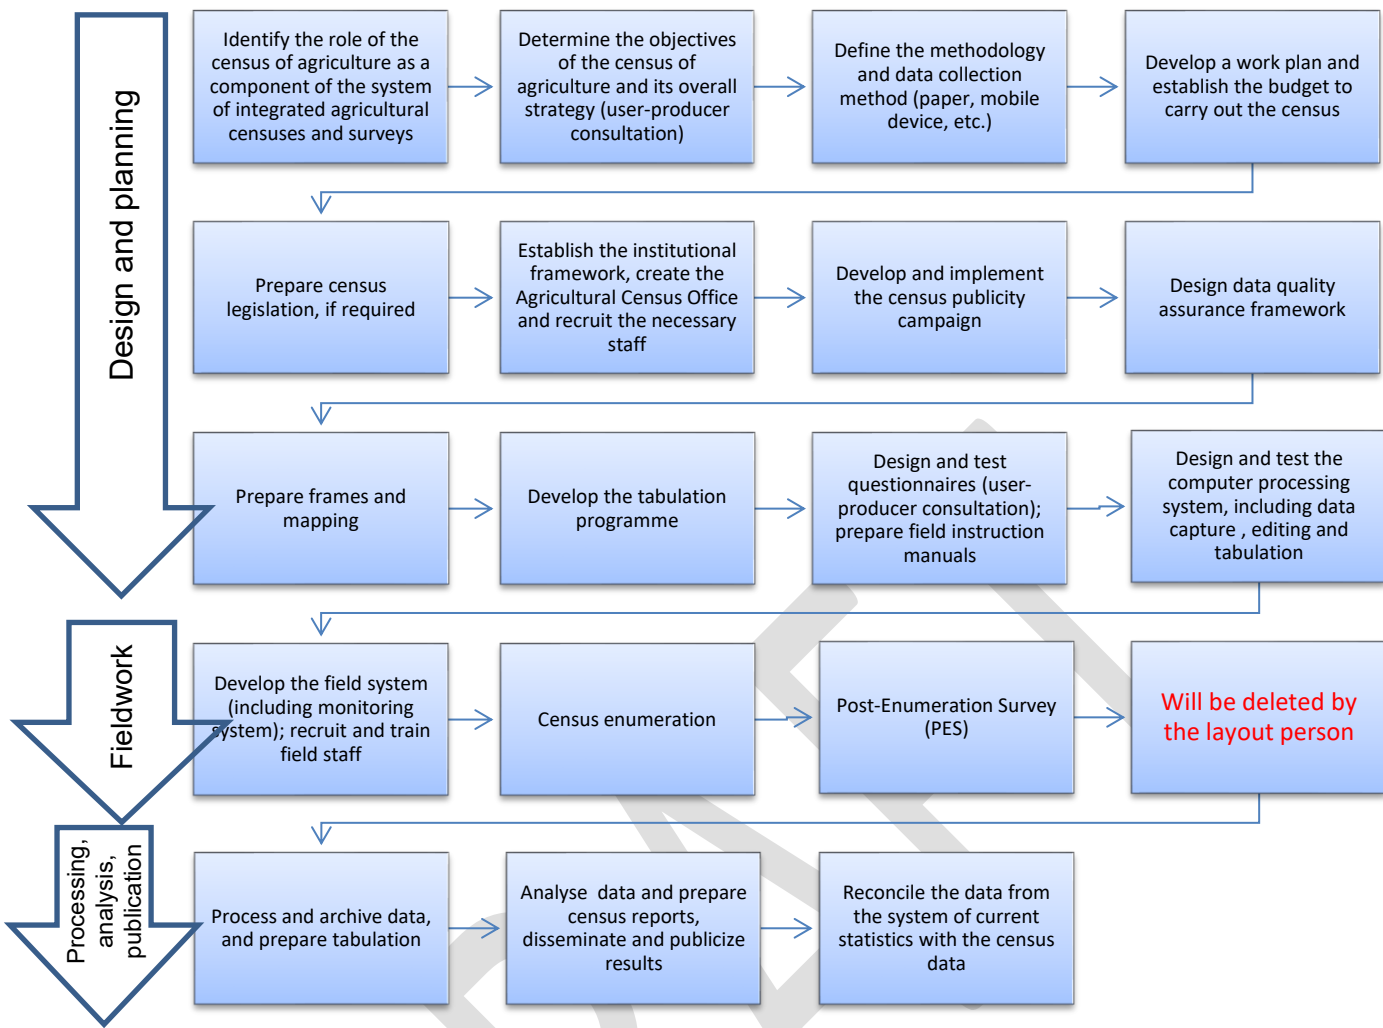 Design and planning
Identify the role of the
census of agriculture as a
component of the system
of integrated agricultural
censuses and surveys
Determine the objectives
of the census of
agriculture and its overall
strategy (user-producer
consultation)
Define the methodology
and data collection
method (paper, mobile
device, etc.)
Develop a work plan and
establish the budget to
carry out the census
Prepare census
legislation, if required
Establish the institutional
framework, create the
Agricultural Census Office
and recruit the necessary
staff
Develop and implement
the census publicity
campaign
Design data quality
assurance framework
Prepare frames and
mapping
Develop the tabulation
programme
Design and test
questionnaires (user-
producer consultation);
prepare field instruction
manuals
Design and test the
computer processing
system, including data
capture , editing and
tabulation
Fieldwork
Develop the field system
(including monitoring
system); recruit and train
field staff
Census enumeration
Post-Enumeration Survey
(PES)
Will be deleted by
the layout person
Processing,
analysis,
publication
Process and archive data,
and prepare tabulation
Analyse  data and prepare
census reports,
disseminate and publicize
results
Reconcile the data from
the system of current
statistics with the census
data